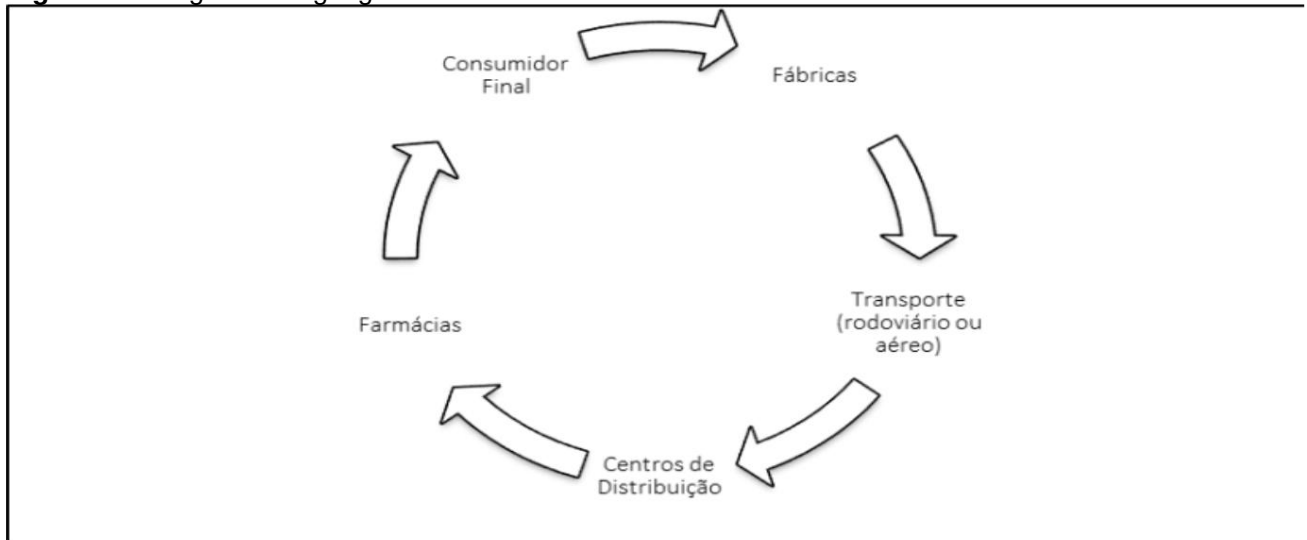 Consumidor
Final
Fábricas
Transporte
(rodoviário ou
aéreo)
Centros de
Distribuição
Farmácias